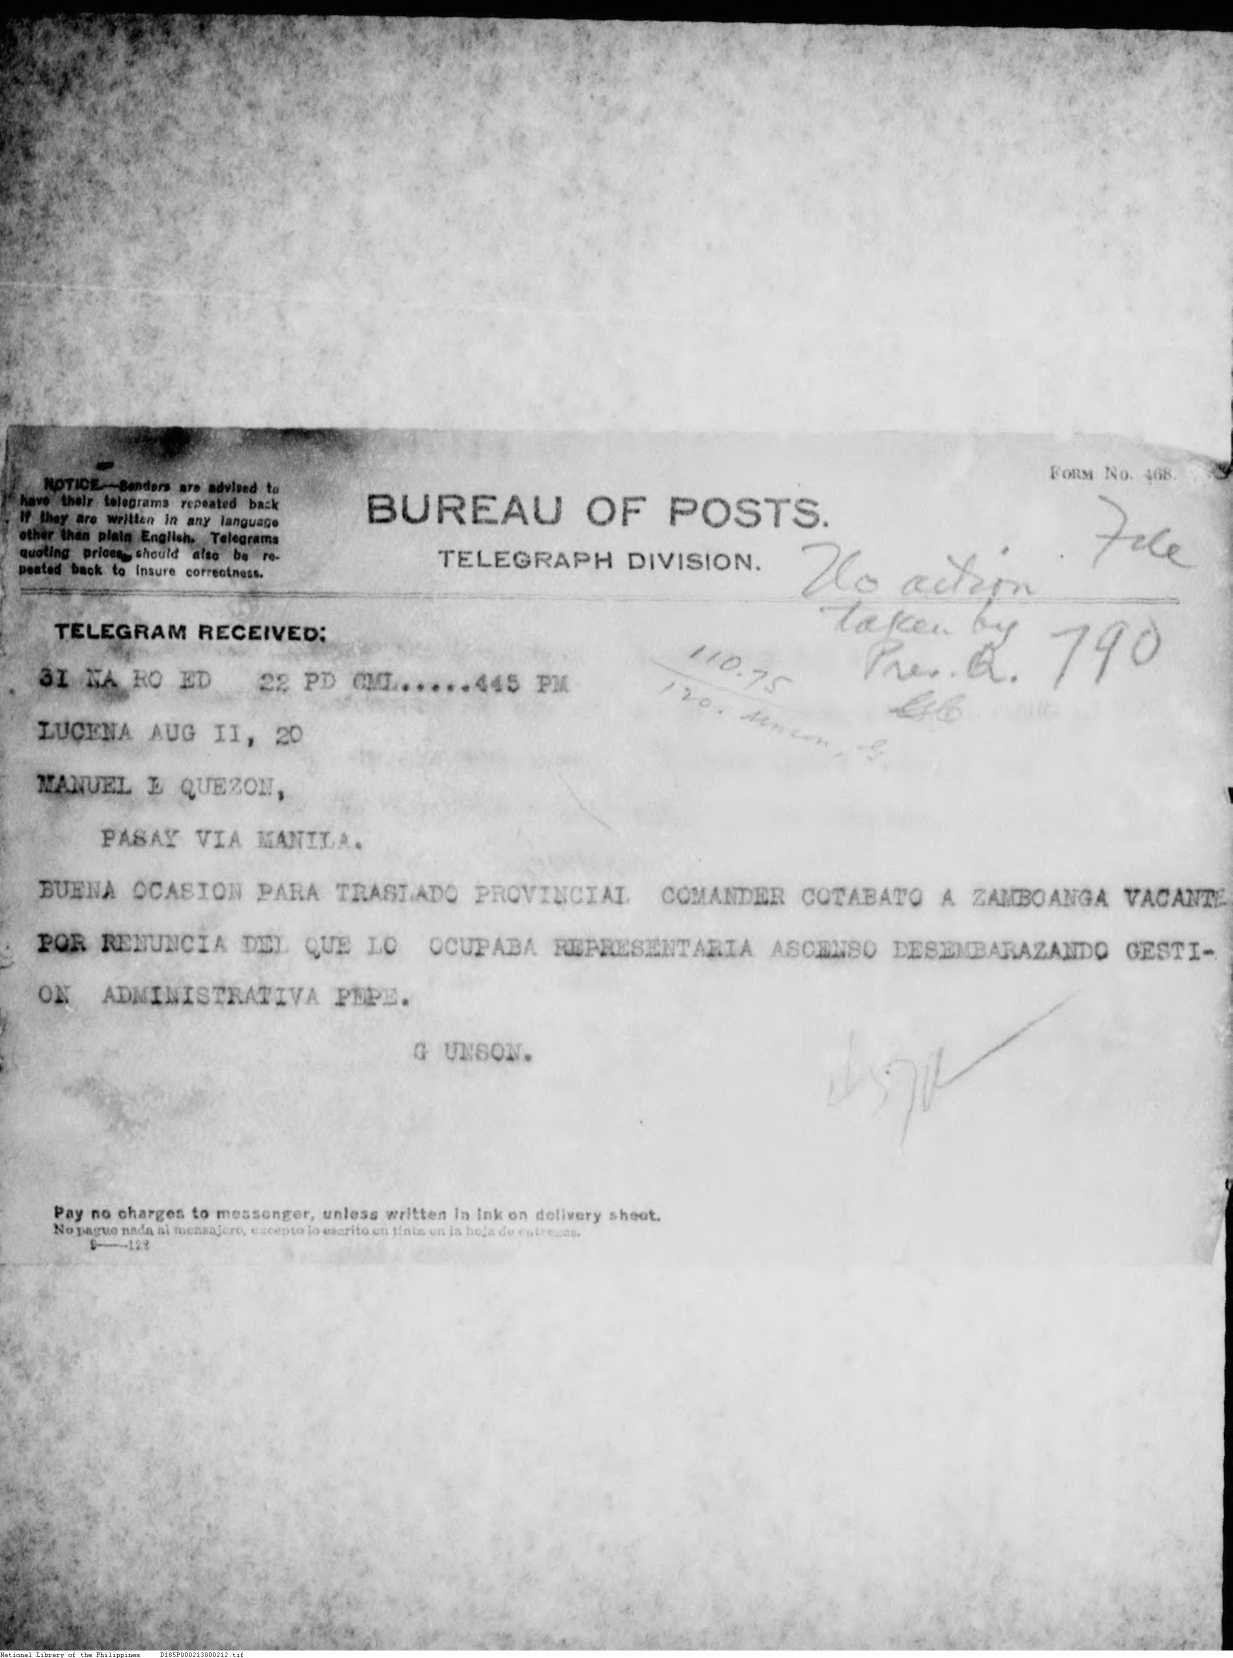 FORM No. 468.
NOTICE.—Senders are advised to
have their telegrams repeated back
if they are written in any language
other than plain English. Telegrams
quoting prices, should also be re-
peated back to insure correctness.
BUREAU OF POSTS.
TELEGRAPH DIVISION.
File
No action
taken by
Pres. Q.
790
110.75
120. Unson, G.
TELEGRAM RECEIVED:
31 NA RO ED 22 PD CML.....445 PM
LUCENA AUG II, 20
MANUEL L QUEZON,
PASAY VIA MANILA.
BUENA OCASION PARA TRASLADO PROVINCIAL COMANDER COTABATO A ZAMBOANGA VACANTE
POR RENUNCIA DEL QUE LO OCUPABA REPRESENTARIA ASCENSO DESEMBARAZANDO GESTI-
ON ADMINISTRATIVA PEPE.
G UNSON.
Pay no charges to messenger, unless written in ink on delivery sheet.
No pague nada al mensajero, excepto lo escrito en tinta en la hoja de entregas.
National Library of the Philippines D185P000213800212.tif